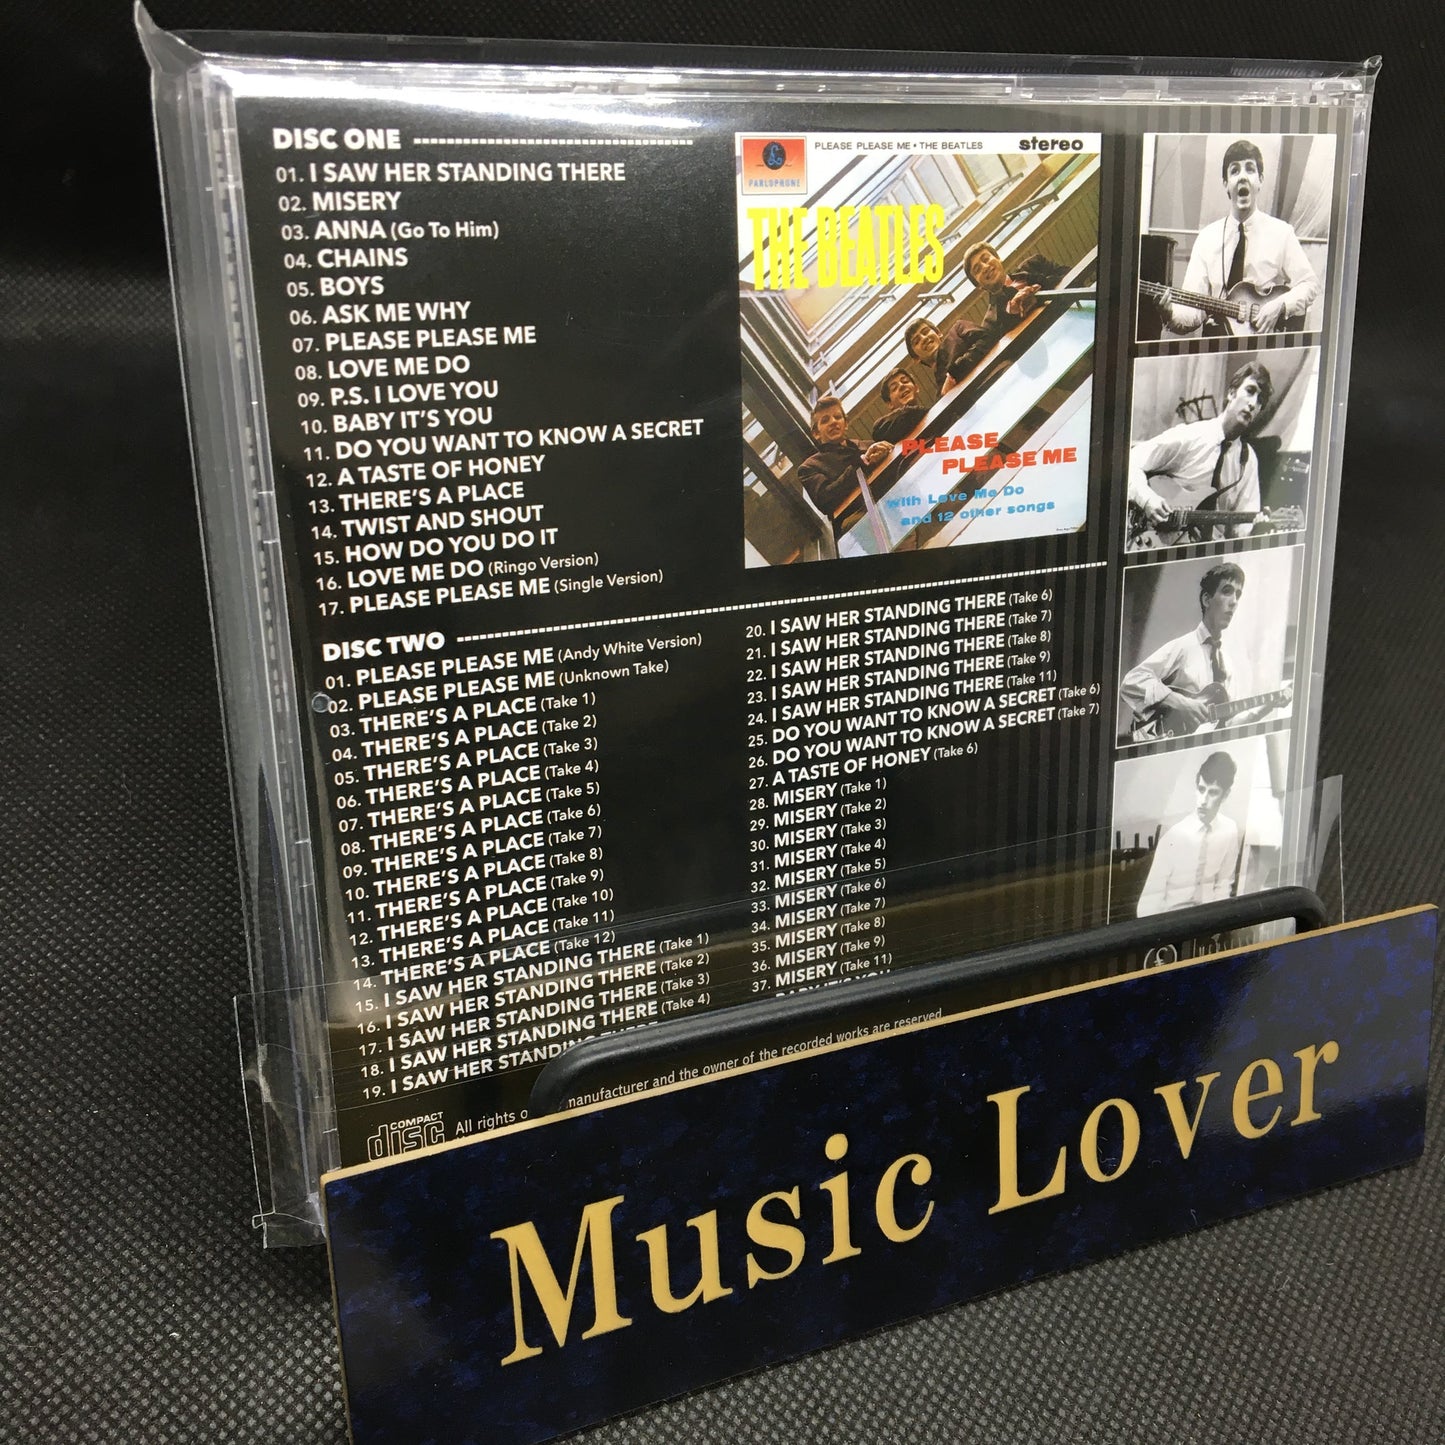 DISC ONE
01. I SAW HER STANDING THERE
02. MISERY
03. ANNA (Go To Him)
04. CHAINS
05. BOYS
06. ASK ME WHY
07. PLEASE PLEASE ME
08. LOVE ME DO
09. P.S. I LOVE YOU
10. BABY IT'S YOU
11. DO YOU WANT TO KNOW A SECRET
12. A TASTE OF HONEY
13. THERE'S A PLACE
14. TWIST AND SHOUT
15. HOW DO YOU DO IT
16. LOVE ME DO (Ringo Version)
17. PLEASE PLEASE ME (Single Version)
PARLOPHONE
PLEASE PLEASE ME • THE BEATLES
stereo
THE BEATLES
PLEASE
PLEASE ME
with Love Me Do
and 12 other songs
DISC TWO
01. PLEASE PLEASE ME (Andy White Version)
02. PLEASE PLEASE ME (Unknown Take)
03. THERE'S A PLACE (Take 1)
04. THERE'S A PLACE (Take 2)
05. THERE'S A PLACE (Take 3)
06. THERE'S A PLACE (Take 4)
07. THERE'S A PLACE (Take 5)
08. THERE'S A PLACE (Take 6)
09. THERE'S A PLACE (Take 7)
10. THERE'S A PLACE (Take 8)
11. THERE'S A PLACE (Take 9)
12. THERE'S A PLACE (Take 10)
13. THERE'S A PLACE (Take 11)
14. THERE'S A PLACE (Take 12)
15. I SAW HER STANDING THERE (Take 1)
16. I SAW HER STANDING THERE (Take 2)
17. I SAW HER STANDING THERE (Take 3)
18. I SAW HER STANDING THERE (Take 4)
19. I SAW HER STANDING THERE
20. I SAW HER STANDING THERE (Take 6)
21. I SAW HER STANDING THERE (Take 7)
22. I SAW HER STANDING THERE (Take 8)
23. I SAW HER STANDING THERE (Take 9)
24. I SAW HER STANDING THERE (Take 11)
25. DO YOU WANT TO KNOW A SECRET (Take 6)
26. DO YOU WANT TO KNOW A SECRET (Take 7)
27. A TASTE OF HONEY (Take 6)
28. MISERY (Take 1)
29. MISERY (Take 2)
30. MISERY (Take 3)
31. MISERY (Take 4)
32. MISERY (Take 5)
33. MISERY (Take 6)
34. MISERY (Take 7)
35. MISERY (Take 8)
36. MISERY (Take 9)
37. MISERY (Take 11)
BABY IT'S YOU
COMPACT
disc
All rights o
manufacturer and the owner of the recorded works are reserved.
Music Lover